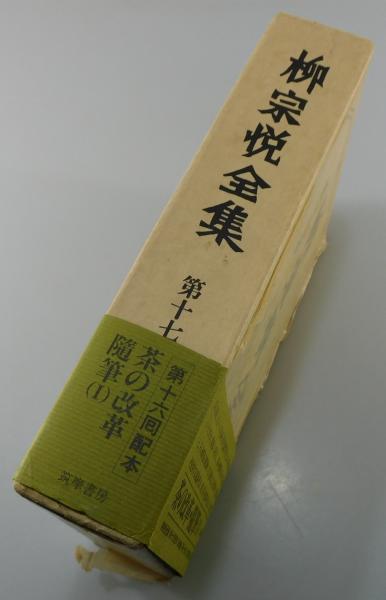 柳宗悦全集
第十七
第十六回配本
茶の改革
随筆(1)
筑摩書房